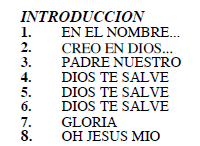 INTRODUCCION
1. EN EL NOMBRE...
2. CREO EN DIOS...
3. PADRE NUESTRO
4. DIOS TE SALVE
5. DIOS TE SALVE
6. DIOS TE SALVE
7. GLORIA
8. OH JESUS MIO